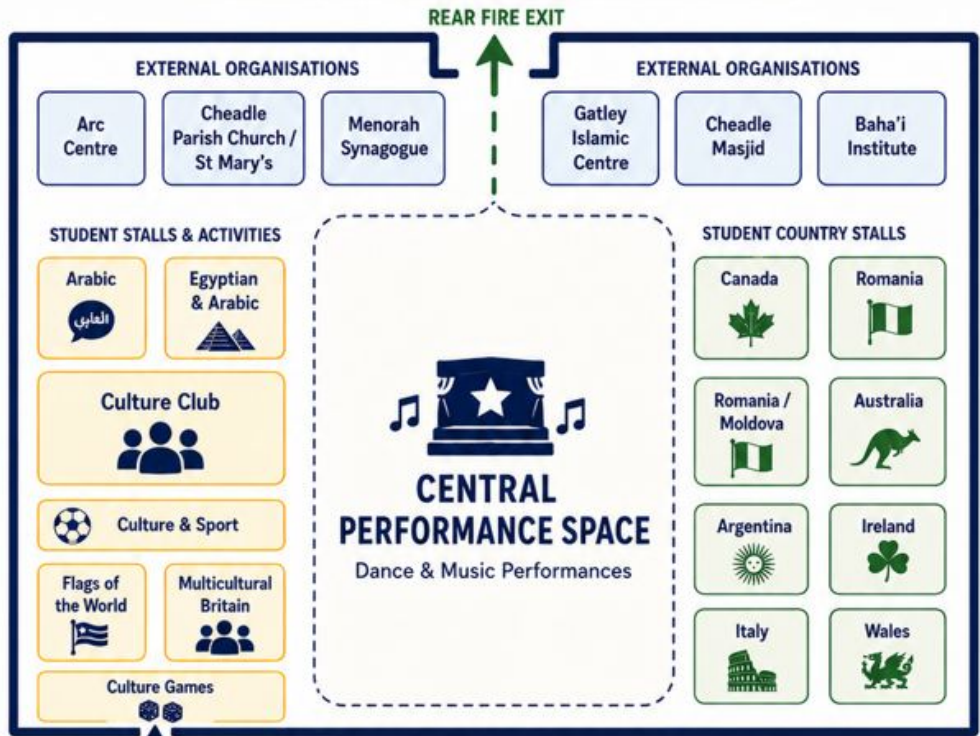 REAR FIRE EXIT
EXTERNAL ORGANISATIONS
Arc
Centre
Cheadle
Parish Church /
St Mary's
Menorah
Synagogue
EXTERNAL ORGANISATIONS
Gatley
Islamic
Centre
Cheadle
Masjid
Baha'i
Institute
STUDENT STALLS & ACTIVITIES
Arabic
Egyptian
& Arabic
Culture Club
Culture & Sport
Flags of
the World
Multicultural
Britain
Culture Games
CENTRAL
PERFORMANCE SPACE
Dance & Music Performances
STUDENT COUNTRY STALLS
Canada
Romania
Romania /
Moldova
Australia
Argentina
Ireland
Italy
Wales